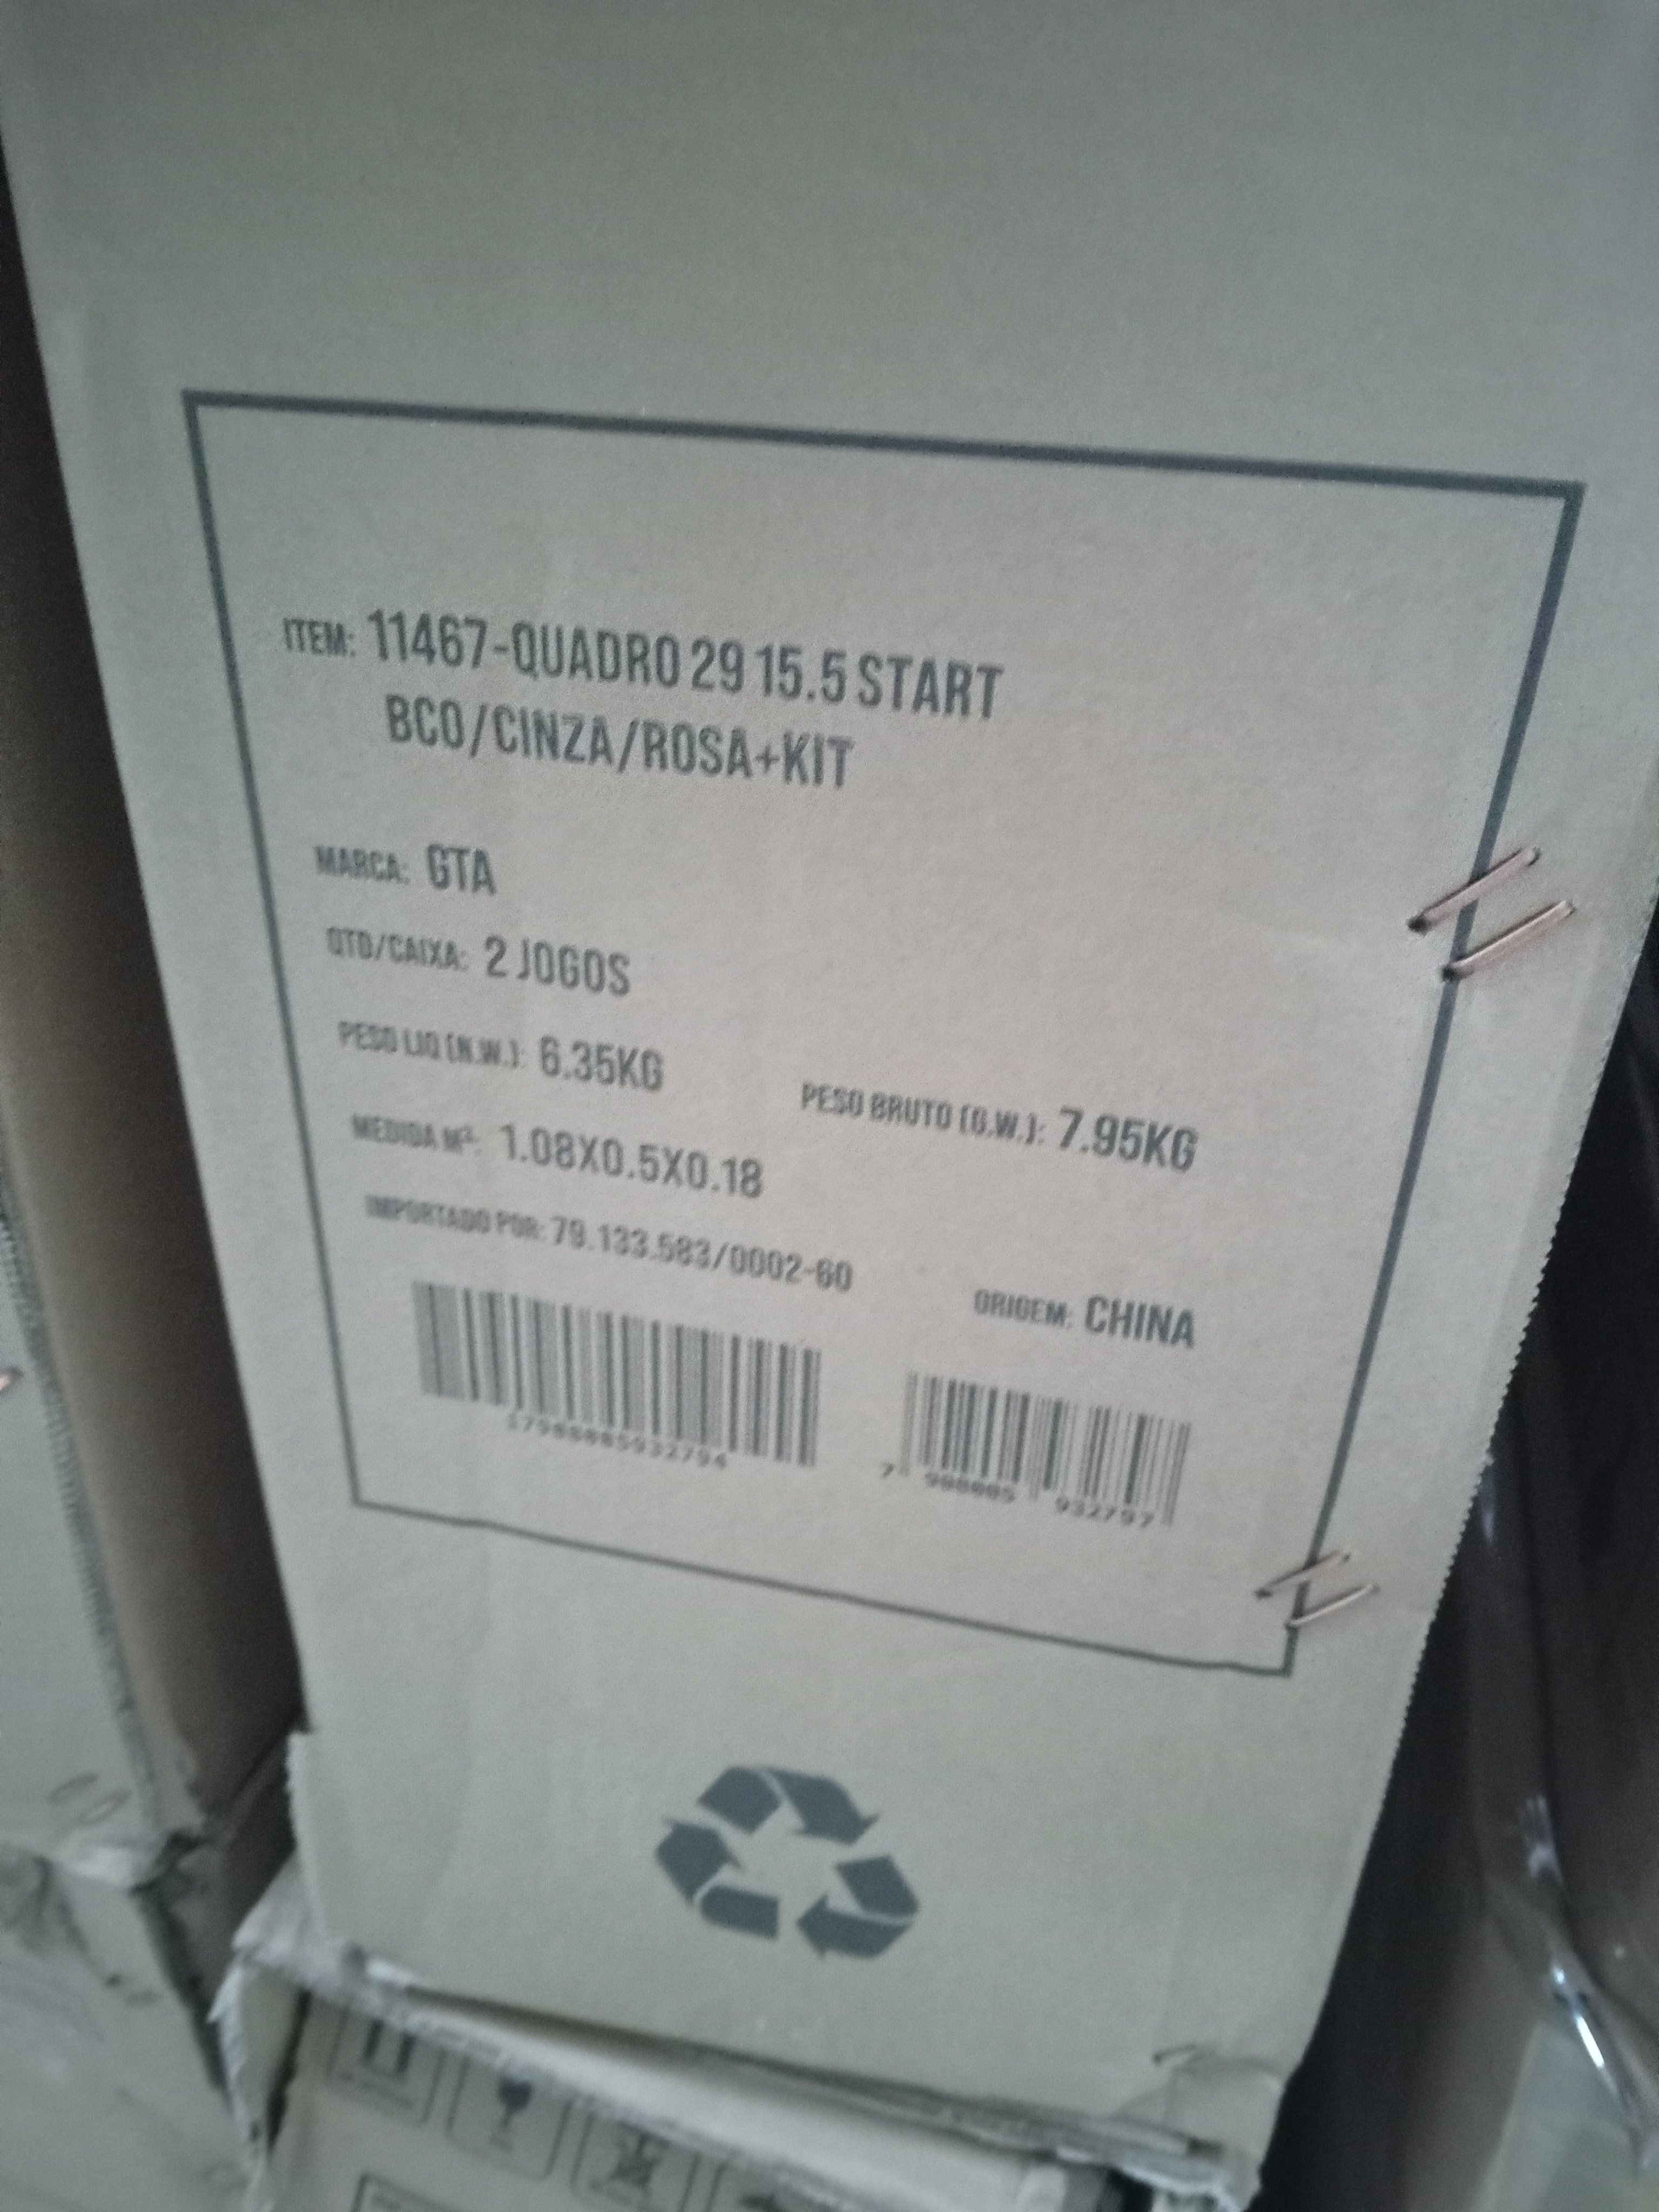 ITEM: 11467-QUADRO 29 15.5 START
BCO/CINZA/ROSA+KIT
MARCA: GTA
QTD/CAIXA: 2 JOGOS
PESO LIQ (N.W.): 6.35KG
PESO BRUTO (G.W.): 7.95KG
MEDIDA M³: 1.08X0.5X0.18
IMPORTADO POR: 79.133.583/0002-60
ORIGEM: CHINA
7 932797